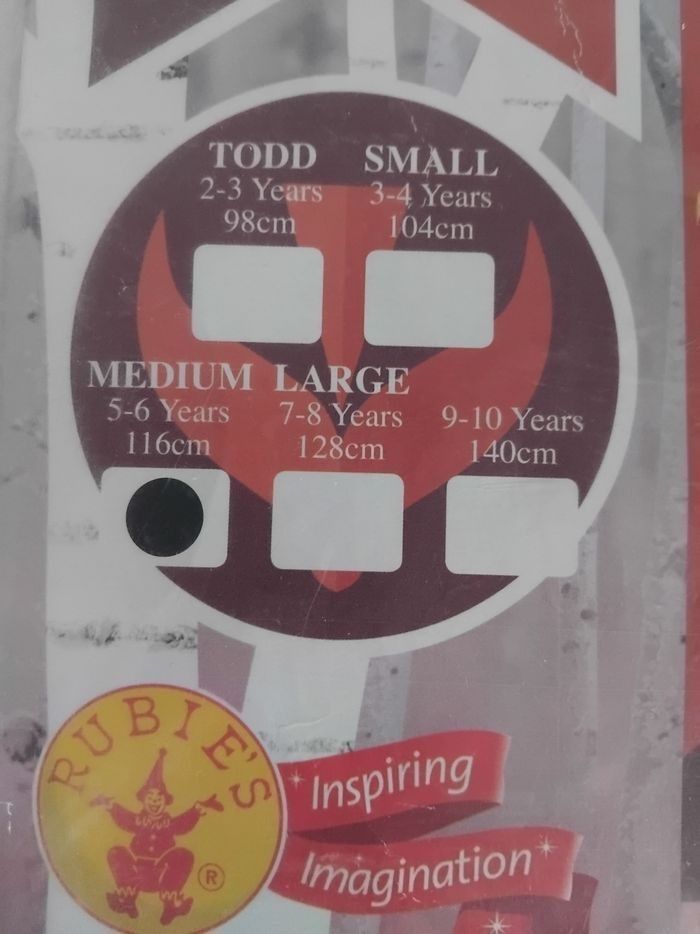 TODD SMALL
2-3 Years 3-4 Years
98cm 104cm
MEDIUM LARGE
5-6 Years 7-8 Years 9-10 Years
116cm 128cm 140cm
RUBIE'S
®
Inspiring
Imagination